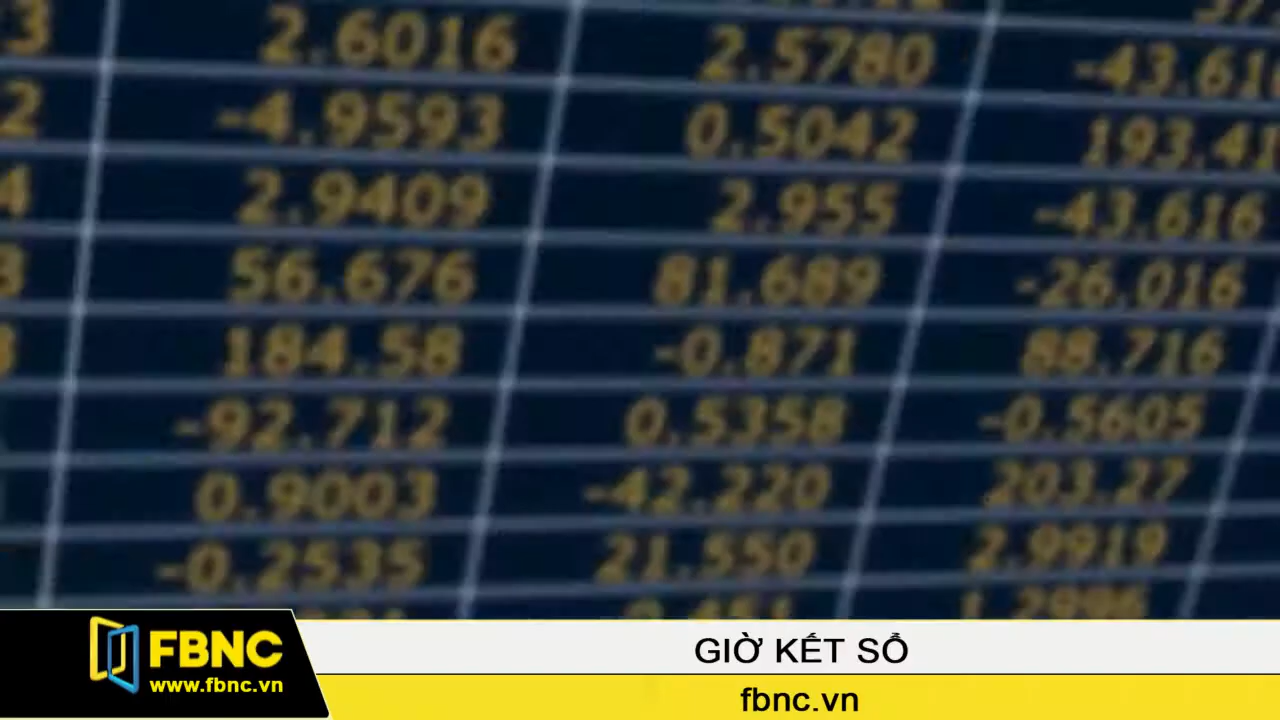 2.6016 2.5780
-4.9593 0.5042
2.9409 2.955 -43.616
56.676 81.689 -26.016
184.58 -0.871 88.716
-92.712 0.5358 -0.5605
0.9003 -42.220 203.27
-0.2535 21.550 2.9919
FBNC
www.fbnc.vn
GIỜ KẾT SỔ
fbnc.vn